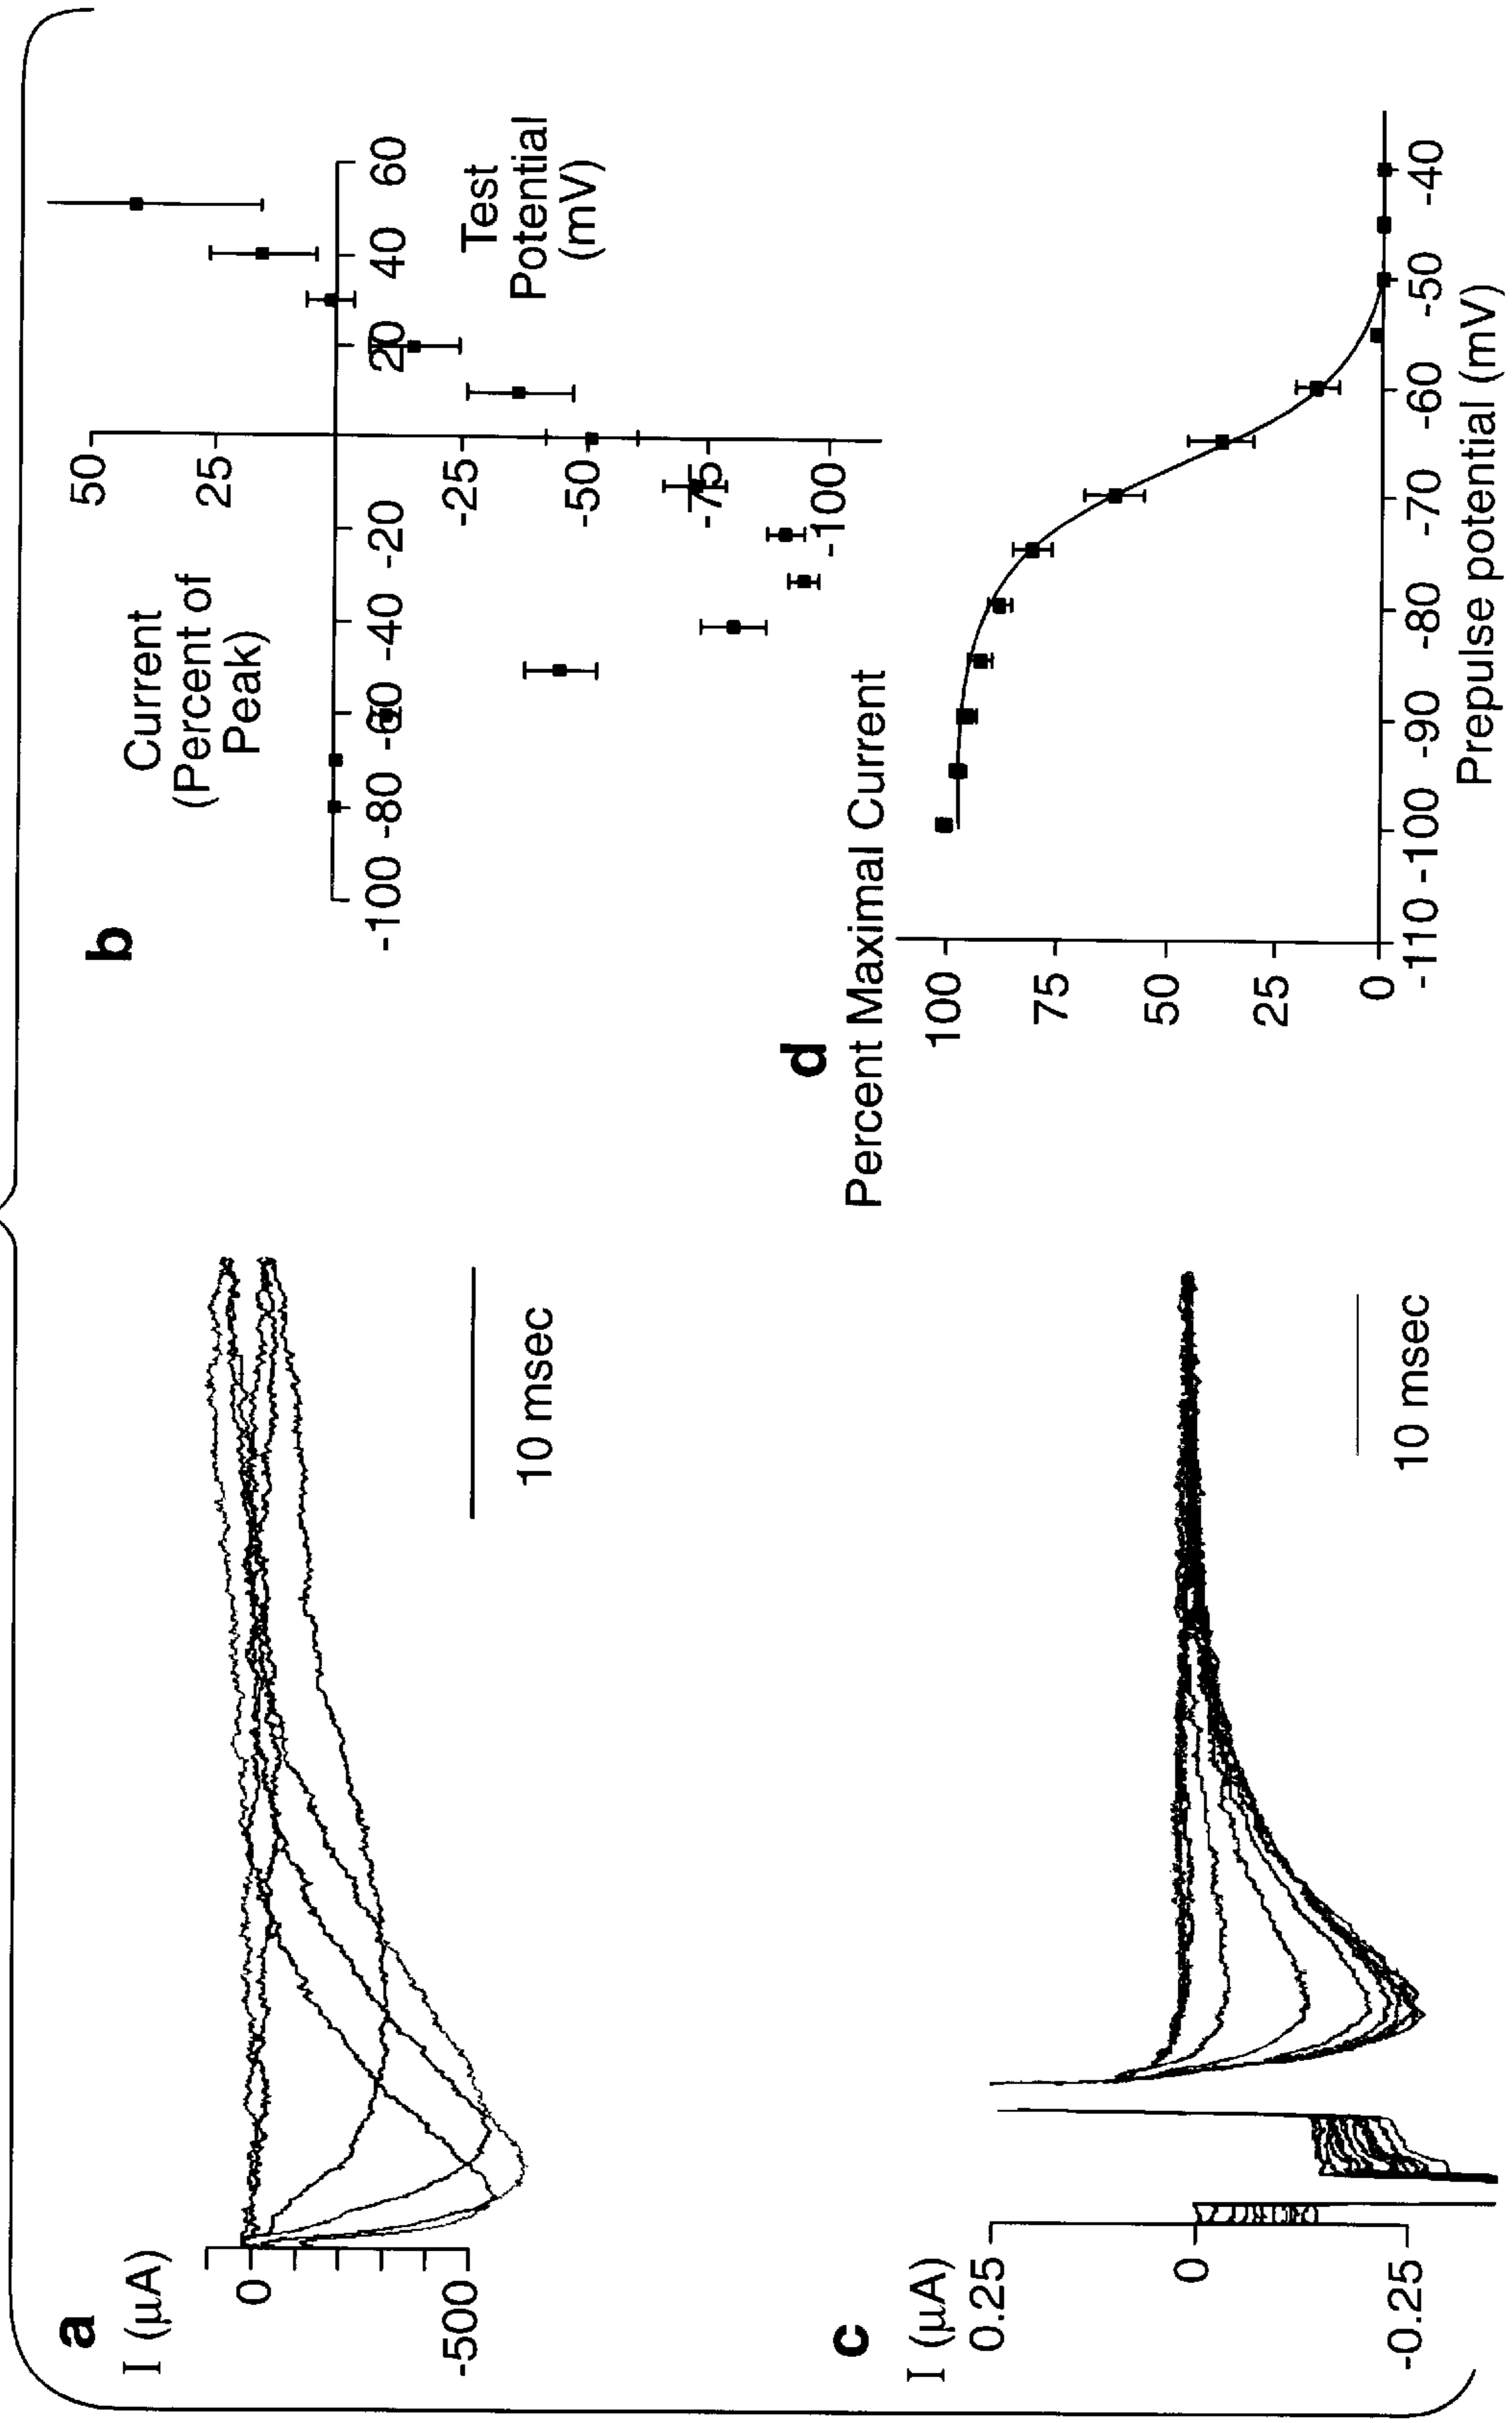 a
I (μA)
0
-500
10 msec
b
Current
(Percent of
Peak)
50
25
-25
-50
-75
-100
-100 -80 -60 -40 -20
20 40 60
Test
Potential
(mV)
c
I (μA)
0.25
0
-0.25
10 msec
d
Percent Maximal Current
100
75
50
25
0
-110 -100 -90 -80 -70 -60 -50 -40
Prepulse potential (mV)